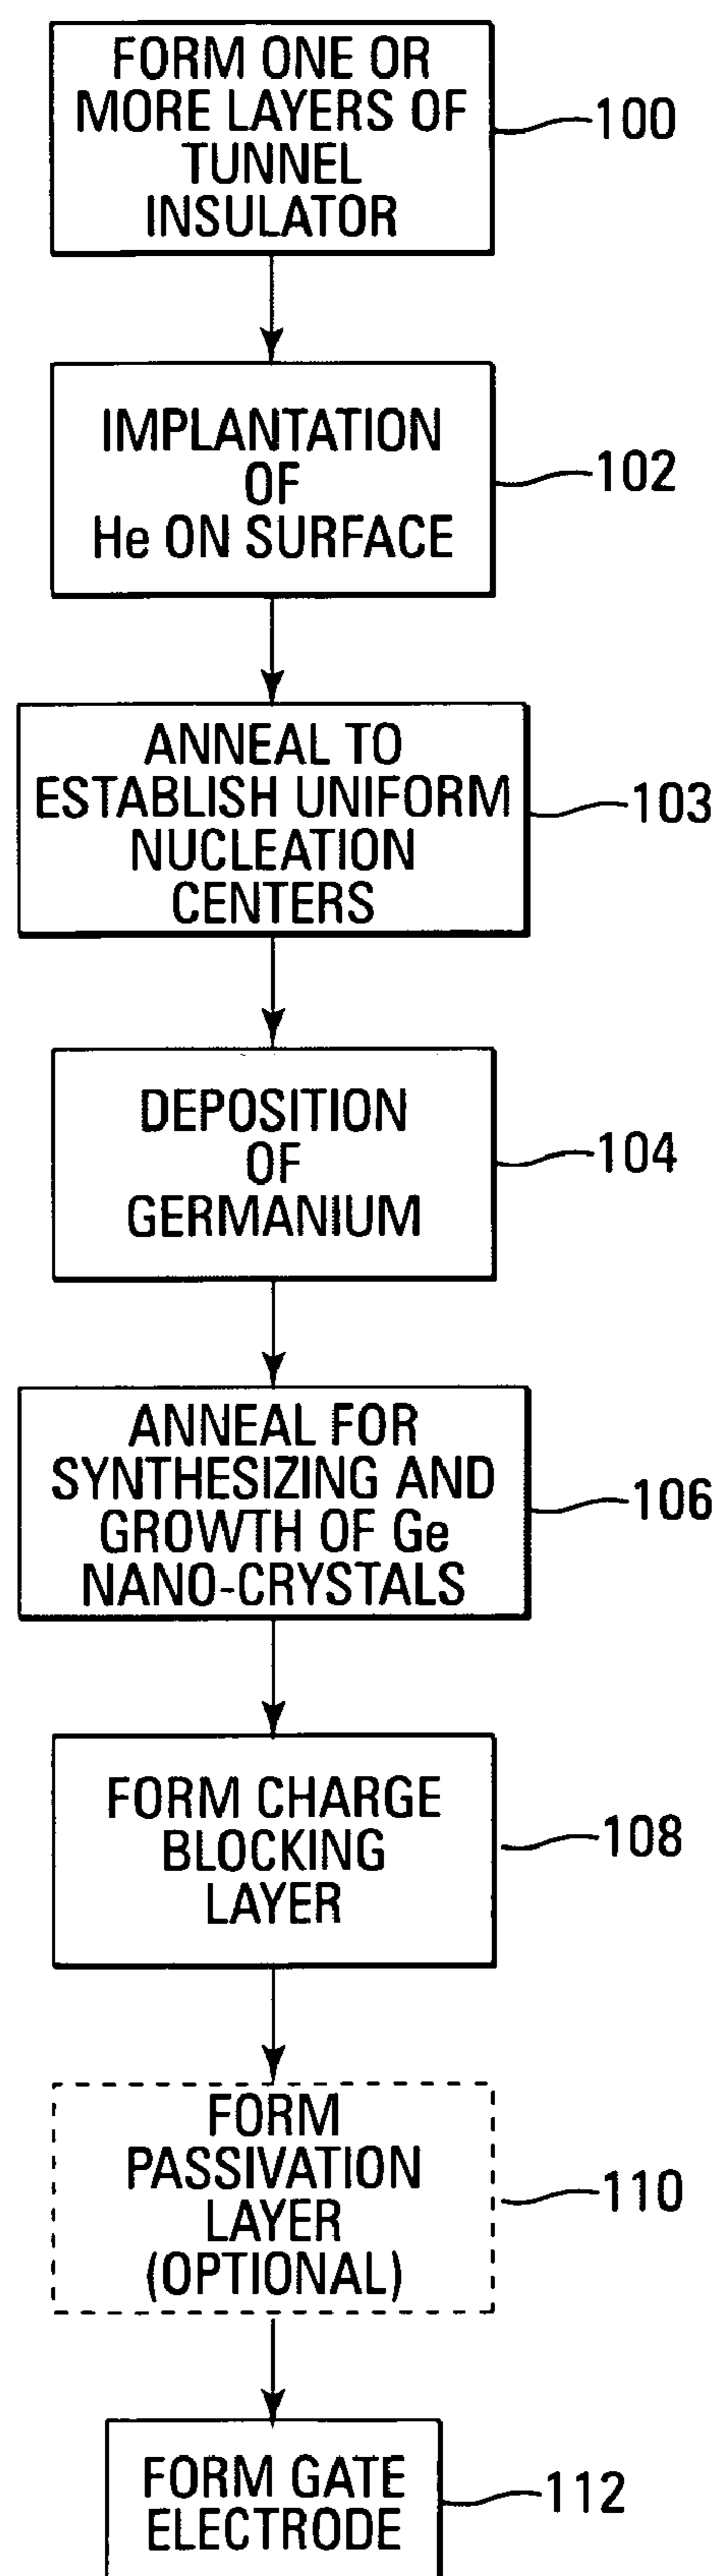 FORM ONE OR
MORE LAYERS OF
TUNNEL
INSULATOR
100
IMPLANTATION
OF
He ON SURFACE
102
ANNEAL TO
ESTABLISH UNIFORM
NUCLEATION
CENTERS
103
DEPOSITION
OF
GERMANIUM
104
ANNEAL FOR
SYNTHESIZING AND
GROWTH OF Ge
NANO-CRYSTALS
106
FORM CHARGE
BLOCKING
LAYER
108
FORM
PASSIVATION
LAYER
(OPTIONAL)
110
FORM GATE
ELECTRODE
112